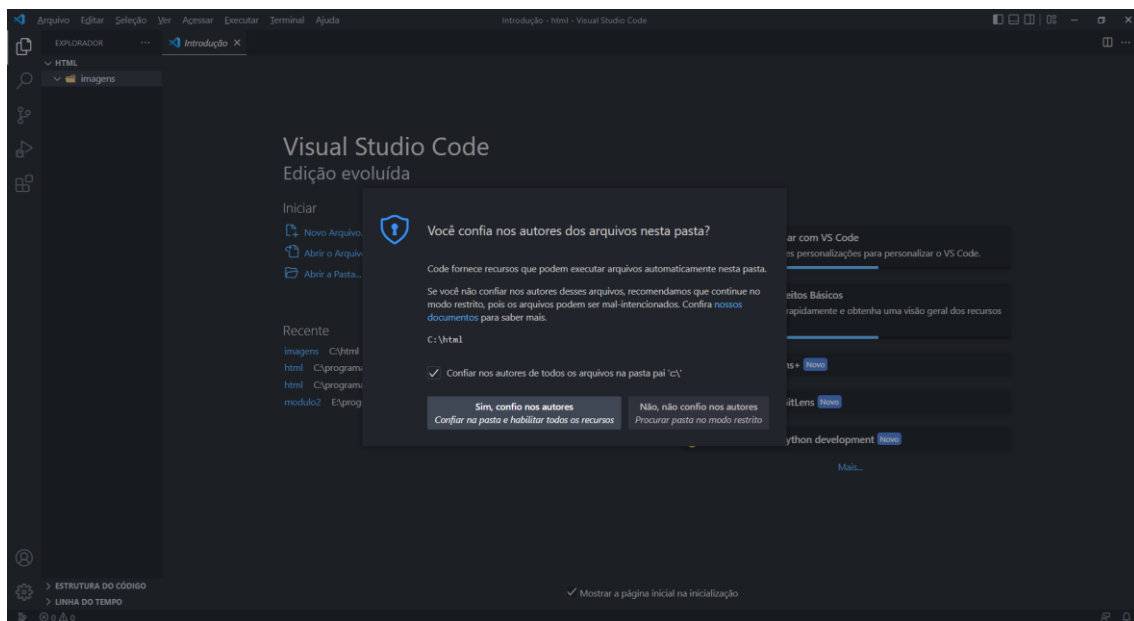 Arquivo Editar Seleção Ver Acessar Executar Terminal Ajuda
Introdução - html - Visual Studio Code
EXPLORADOR
Introdução
HTML
imagens
Visual Studio Code
Edição evoluída
Iniciar
Novo Arquivo...
Abrir o Arquiv
Abrir a Pasta...
Recente
imagens C:\html
html C:\programa
html C:\programa
modulo2 E:\prog
Você confia nos autores dos arquivos nesta pasta?
Code fornece recursos que podem executar arquivos automaticamente nesta pasta.
Se você não confiar nos autores desses arquivos, recomendamos que continue no
modo restrito, pois os arquivos podem ser mal-intencionados. Confira nossos
documentos para saber mais.
C:\html
Confiar nos autores de todos os arquivos na pasta pai 'c:\'
Sim, confio nos autores
Confiar na pasta e habilitar todos os recursos
Não, não confio nos autores
Procurar pasta no modo restrito
ar com VS Code
es personalizações para personalizar o VS Code.
eitos Básicos
rapidamente e obtenha uma visão geral dos recursos
ns+ Novo
itLens Novo
ython development Novo
Mais...
Mostrar a página inicial na inicialização
ESTRUTURA DO CÓDIGO
LINHA DO TEMPO
0 0